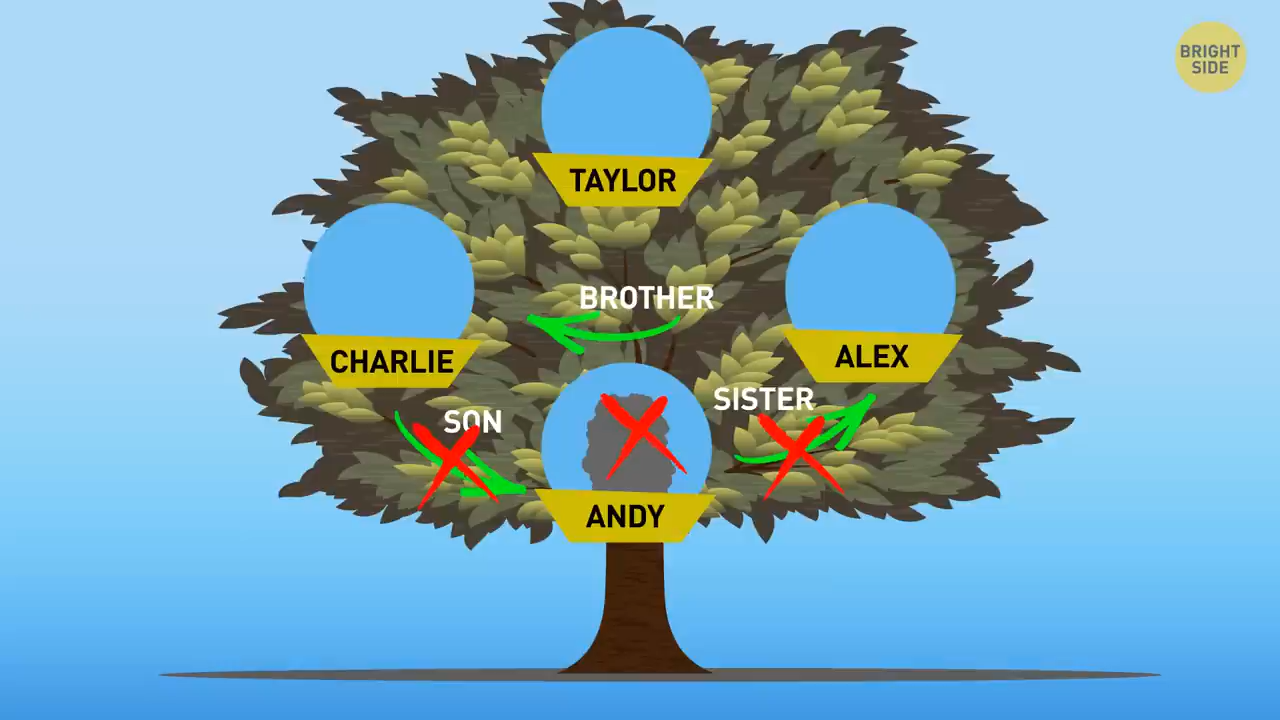 BRIGHT
SIDE
TAYLOR
BROTHER
CHARLIE
ALEX
SISTER
SON
ANDY